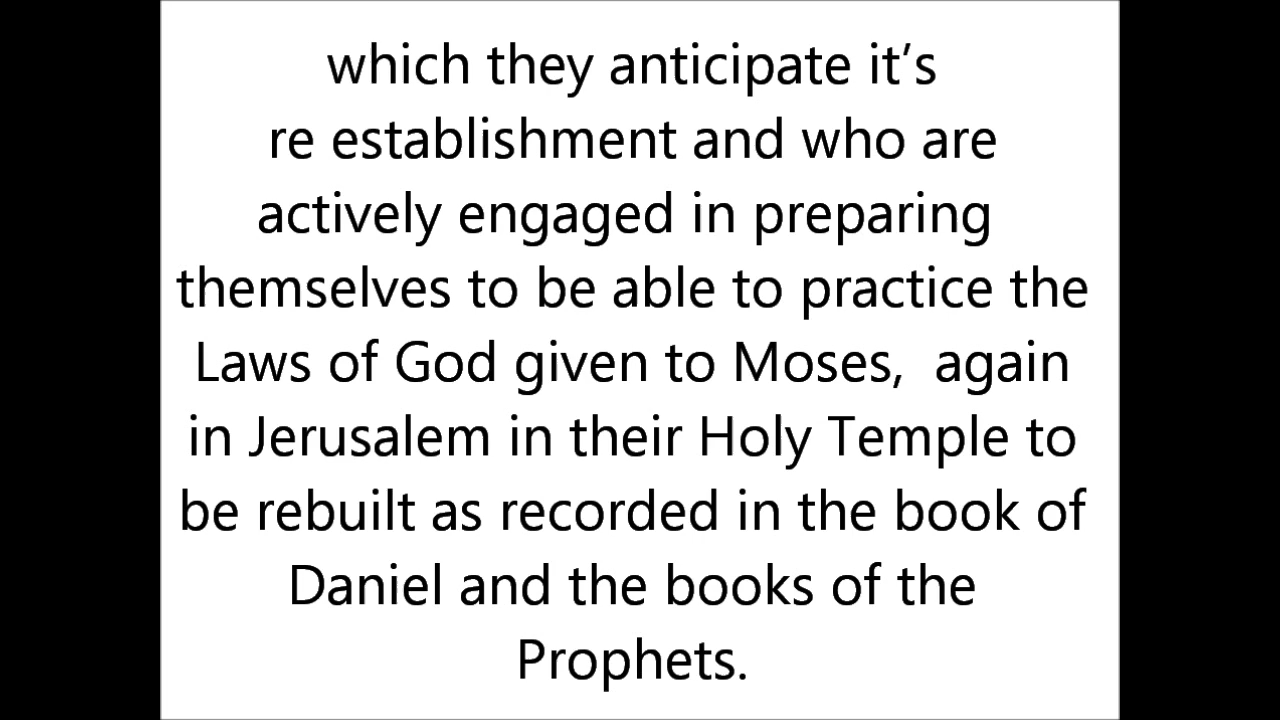 which they anticipate it’s
re establishment and who are
actively engaged in preparing
themselves to be able to practice the
Laws of God given to Moses,  again
in Jerusalem in their Holy Temple to
be rebuilt as recorded in the book of
Daniel and the books of the
Prophets.